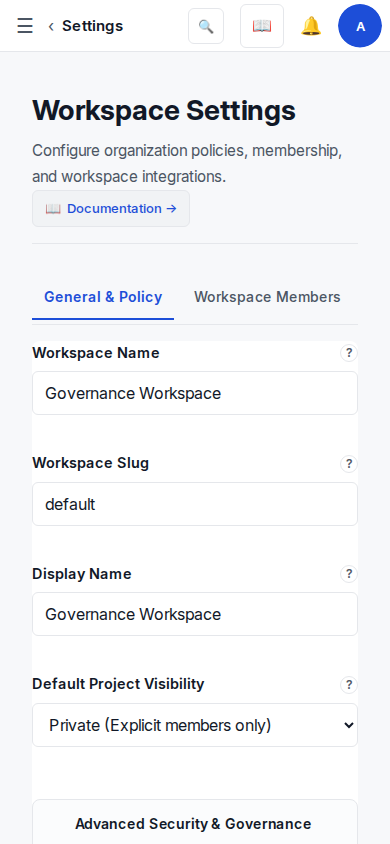 ☰ ‹ Settings 🔍 📖 🔔 A
Workspace Settings
Configure organization policies, membership,
and workspace integrations.
📖 Documentation →
General & Policy Workspace Members
Workspace Name ?
Governance Workspace
Workspace Slug ?
default
Display Name ?
Governance Workspace
Default Project Visibility ?
Private (Explicit members only)
Advanced Security & Governance